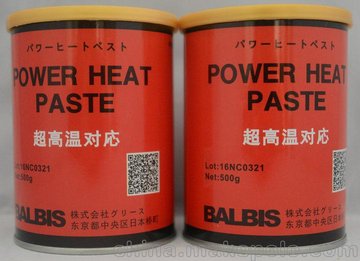 パワーヒートペスト
POWER HEAT
PASTE
超高温対応
Lot:16NC0321
Net:500g
BALBIS 株式会社グリース
东京都中央区日本桥町
パワーヒートペスト
POWER HEAT
PASTE
超高温对応
Lot:16NC0321
Net:500g
BALBIS 株式会社グリース
东京都中央区日本桥町